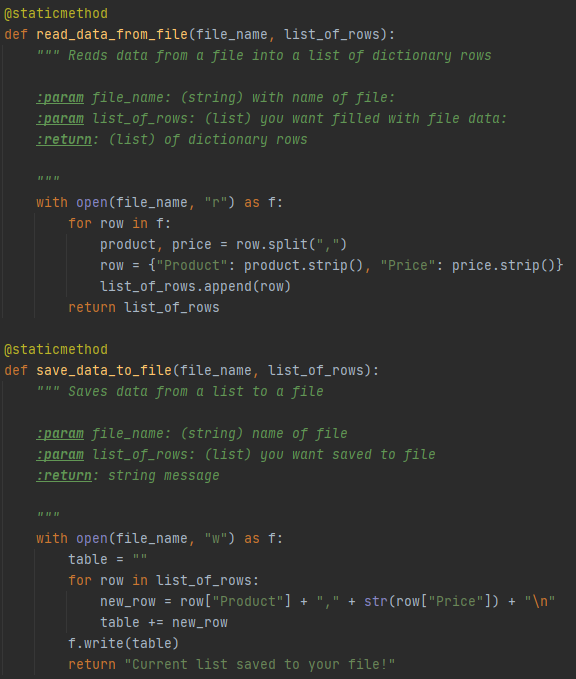 @staticmethod
def read_data_from_file(file_name, list_of_rows):
    """ Reads data from a file into a list of dictionary rows

    :param file_name: (string) with name of file:
    :param list_of_rows: (list) you want filled with file data:
    :return: (list) of dictionary rows

    """
    with open(file_name, "r") as f:
        for row in f:
            product, price = row.split(",")
            row = {"Product": product.strip(), "Price": price.strip()}
            list_of_rows.append(row)
        return list_of_rows

@staticmethod
def save_data_to_file(file_name, list_of_rows):
    """ Saves data from a list to a file

    :param file_name: (string) name of file
    :param list_of_rows: (list) you want saved to file
    :return: string message

    """
    with open(file_name, "w") as f:
        table = ""
        for row in list_of_rows:
            new_row = row["Product"] + "," + str(row["Price"]) + "\n"
            table += new_row
        f.write(table)
        return "Current list saved to your file!"